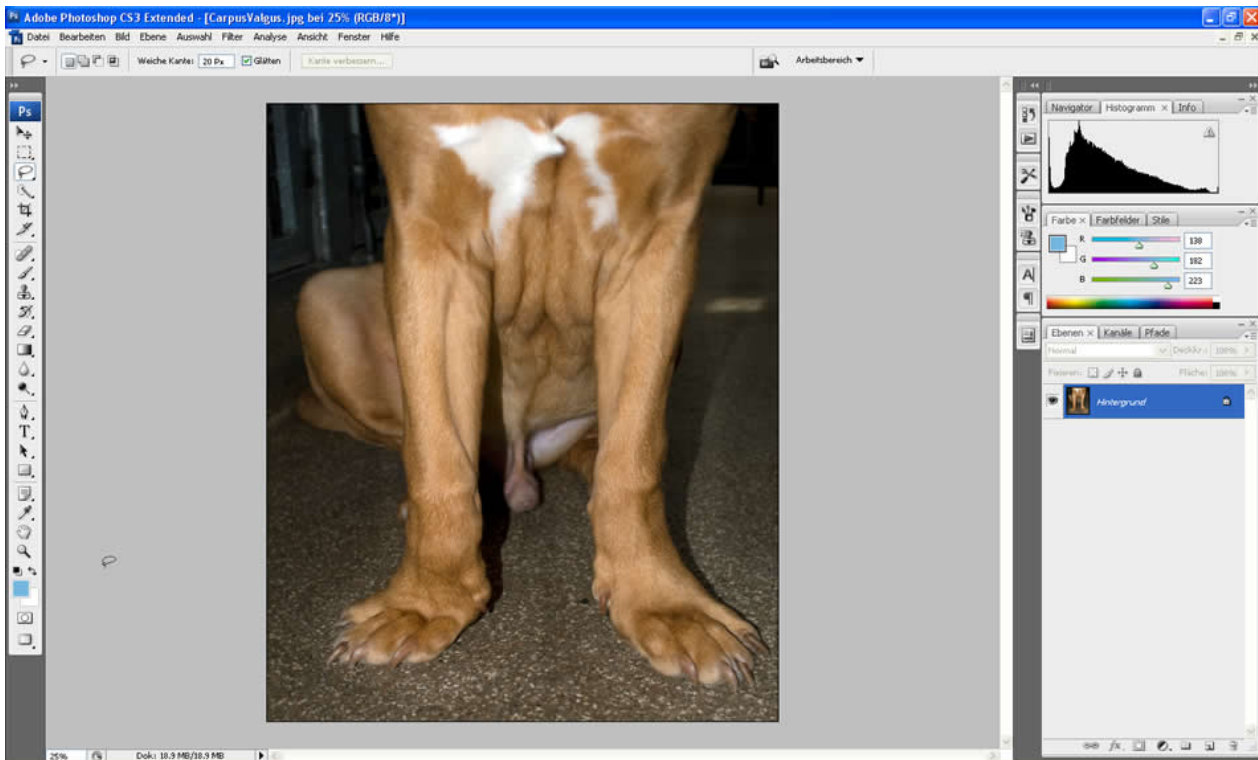 Adobe Photoshop CS3 Extended - [CarpusValgus.jpg bei 25% (RGB/8*)]
Datei Bearbeiten Bild Ebene Auswahl Filter Analyse Ansicht Fenster Hilfe
Weiche Kante: 20 Px Glätten Kante verbessern... Arbeitsbereich
Ps
Navigator Histogramm Info
Farbe Farbfelder Stile
R 138
G 182
B 223
Ebenen Kanäle Pfade
Normal Deckkr.: 100%
Fixieren: Fläche: 100%
Hintergrund
25% Dok: 18.9 MB/18.9 MB